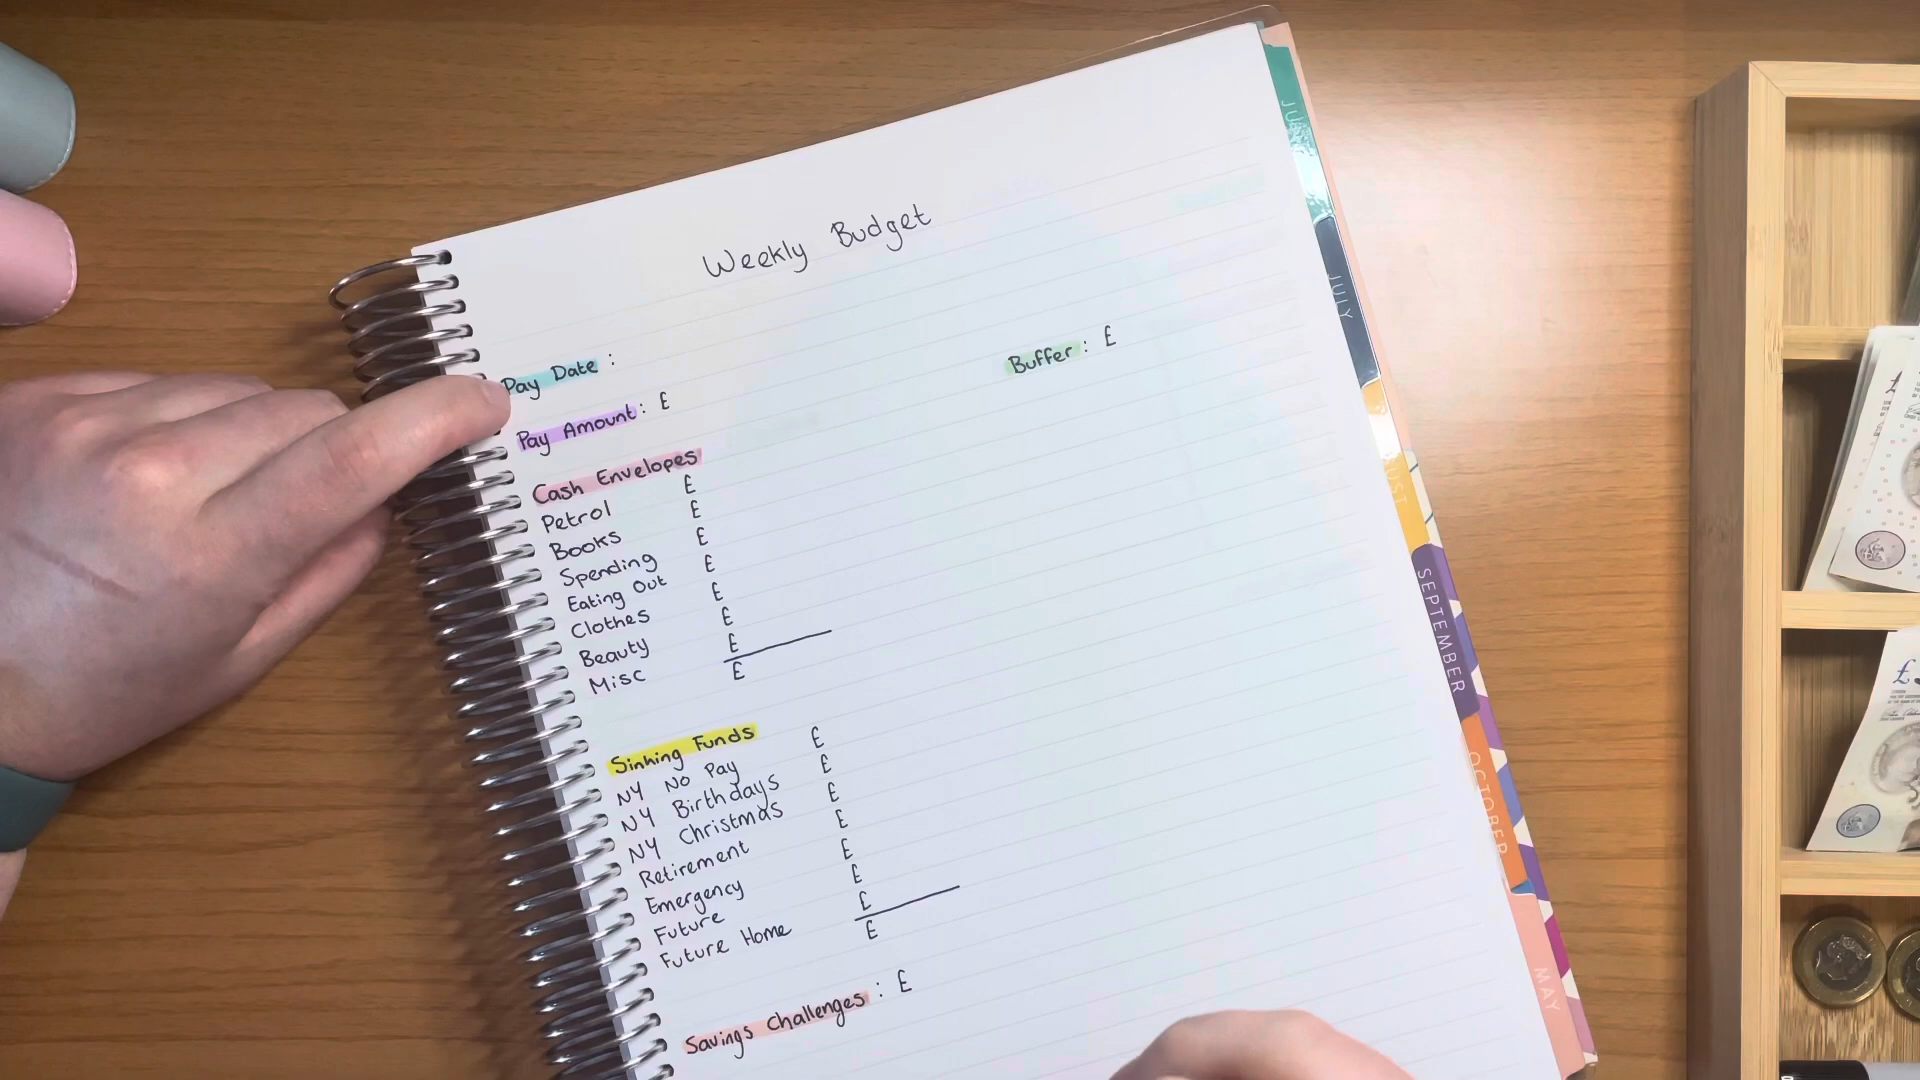 Weekly Budget
Pay Date :
Buffer : £
Pay Amount : £
Cash Envelopes
Petrol £
Books £
Spending £
Eating Out £
Clothes £
Beauty £
Misc £
£
Sinking Funds
NY No Pay £
NY Birthdays £
NY Christmas £
Retirement £
Emergency £
Future £
Future Home £
£
Savings Challenges : £
JULY
SEPTEMBER
OCTOBER
MAY
£